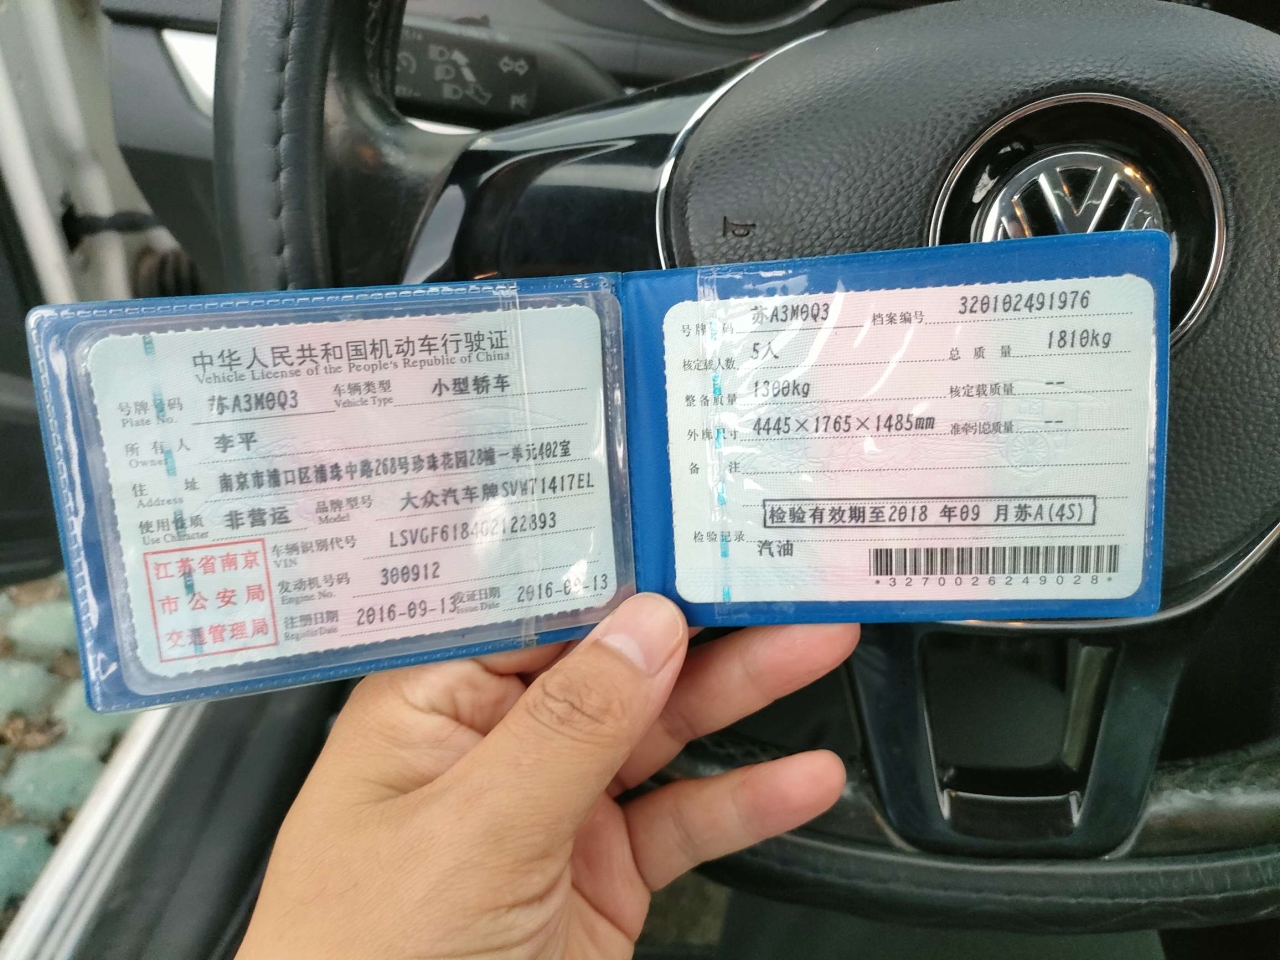 中华人民共和国机动车行驶证
Vehicle License of the People's Republic of China
号牌号码 苏A3M0Q3 车辆类型 小型轿车
Plate No. Vehicle Type
所有人 李平
Owner
住址 南京市浦口区浦珠中路268号珍珠花园28幢一单元402室
Address
使用性质 非营运 品牌型号 大众汽车牌SVW71417EL
Use Character Model
车辆识别代号 LSVGF618402122893
VIN
发动机号码 300912
Engine No.
注册日期 2016-09-13 发证日期 2016-09-13
Register Date Issue Date
江苏省南京
市公安局
交通管理局
号牌号码 苏A3M0Q3 档案编号 320102491976
核定载人数 5人 总质量 1810kg
整备质量 1300kg 核定载质量 --
外廓尺寸 4445×1765×1485mm 准牵引总质量 --
备注
检验有效期至2018 年09 月苏A(4S)
检验记录
汽油
*3270026249028*